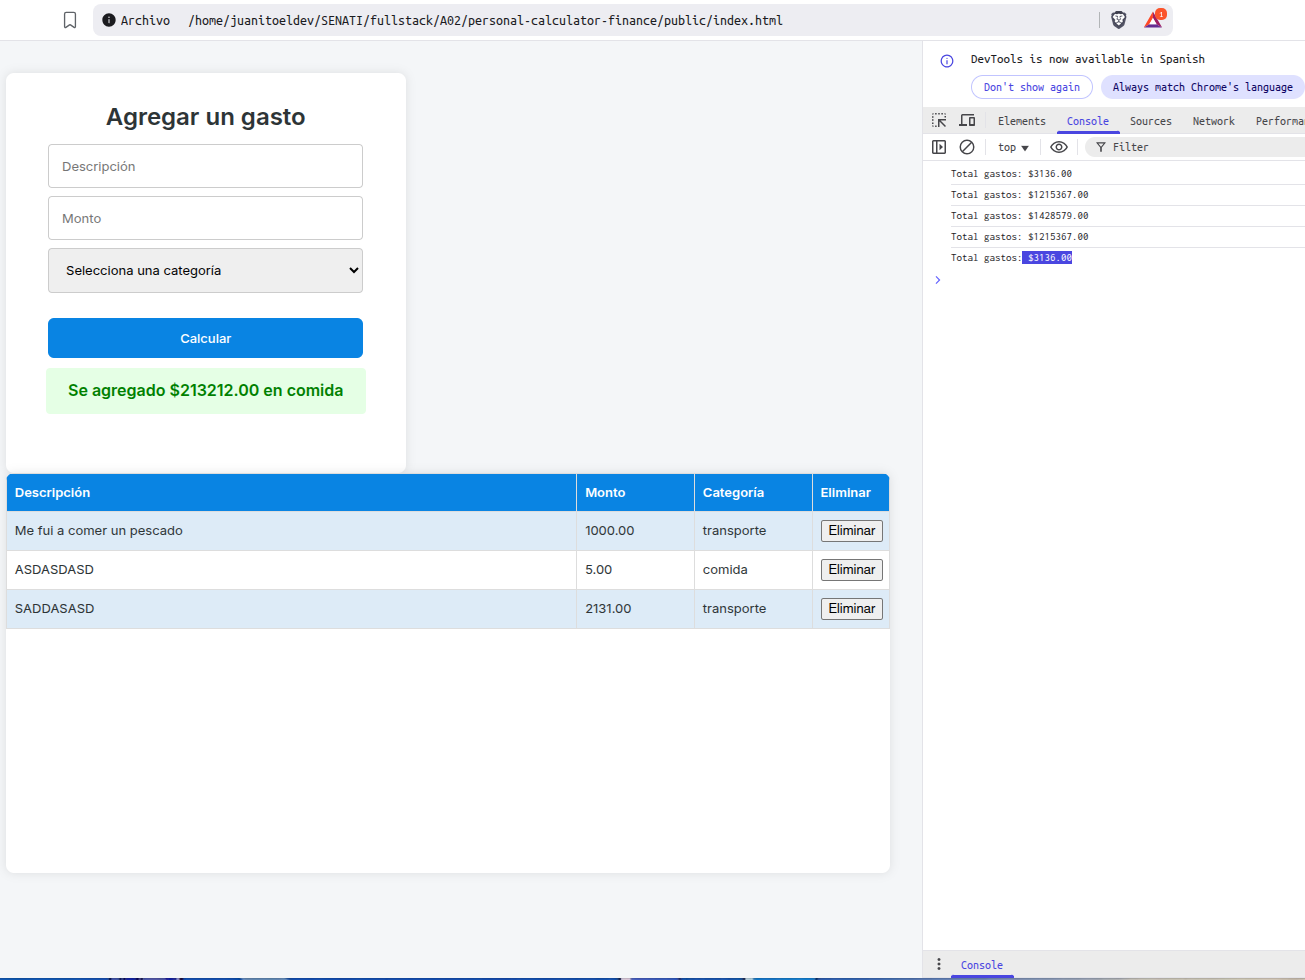 Archivo /home/juanitoeldev/SENATI/fullstack/A02/personal-calculator-finance/public/index.html
1
Agregar un gasto
Descripción
Monto
Selecciona una categoría
Calcular
Se agregado $213212.00 en comida
Descripción Monto Categoría Eliminar
Me fui a comer un pescado 1000.00 transporte Eliminar
ASDASDASD 5.00 comida Eliminar
SADDASASD 2131.00 transporte Eliminar
DevTools is now available in Spanish
Don't show again Always match Chrome's language
Elements Console Sources Network Performa
top Filter
Total gastos: $3136.00
Total gastos: $1215367.00
Total gastos: $1428579.00
Total gastos: $1215367.00
Total gastos: $3136.00
Console